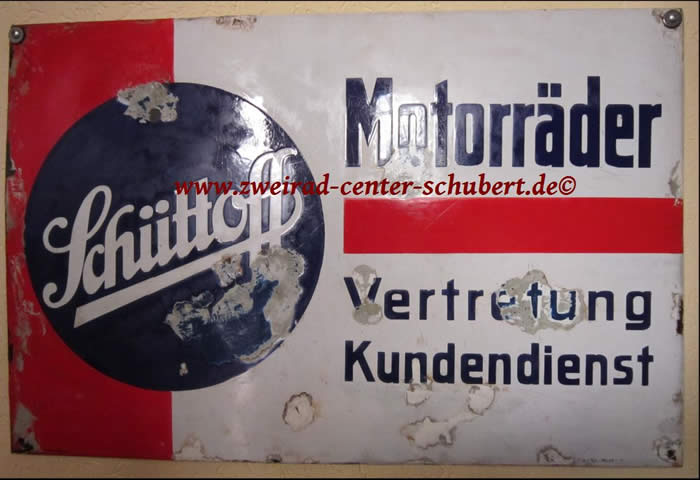 Motorräder
www.zweirad-center-schubert.de©
Schüttoff
Vertretung
Kundendienst